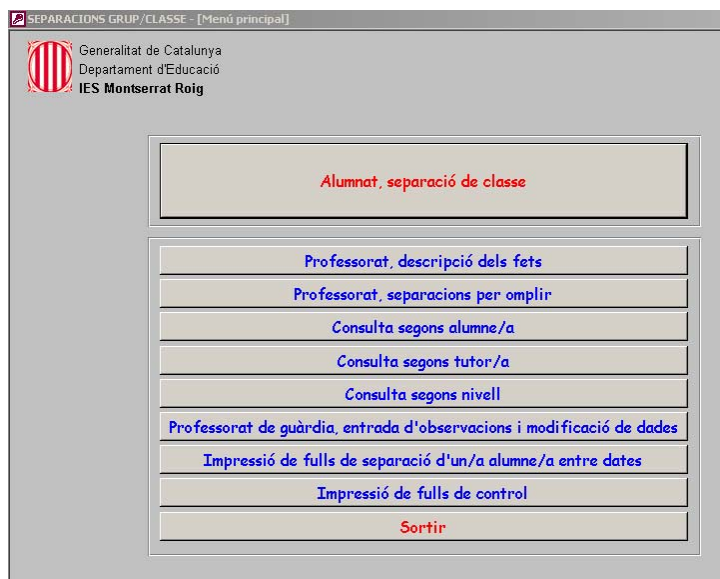 SEPARACIONS GRUP/CLASSE - [Menú principal]
Generalitat de Catalunya
Departament d'Educació
IES Montserrat Roig
Alumnat, separació de classe
Professorat, descripció dels fets
Professorat, separacions per omplir
Consulta segons alumne/a
Consulta segons tutor/a
Consulta segons nivell
Professorat de guàrdia, entrada d'observacions i modificació de dades
Impressió de fulls de separació d'un/a alumne/a entre dates
Impressió de fulls de control
Sortir